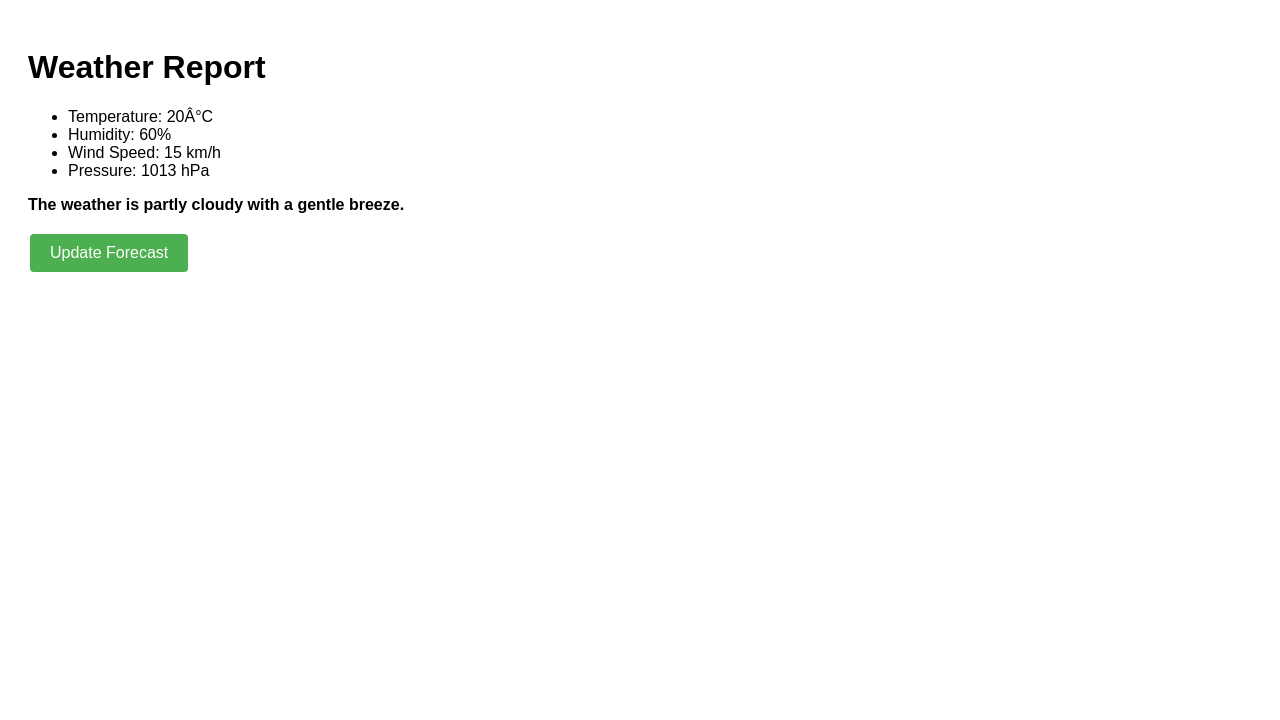 Weather Report
Temperature: 20Â°C
Humidity: 60%
Wind Speed: 15 km/h
Pressure: 1013 hPa
The weather is partly cloudy with a gentle breeze.
Update Forecast